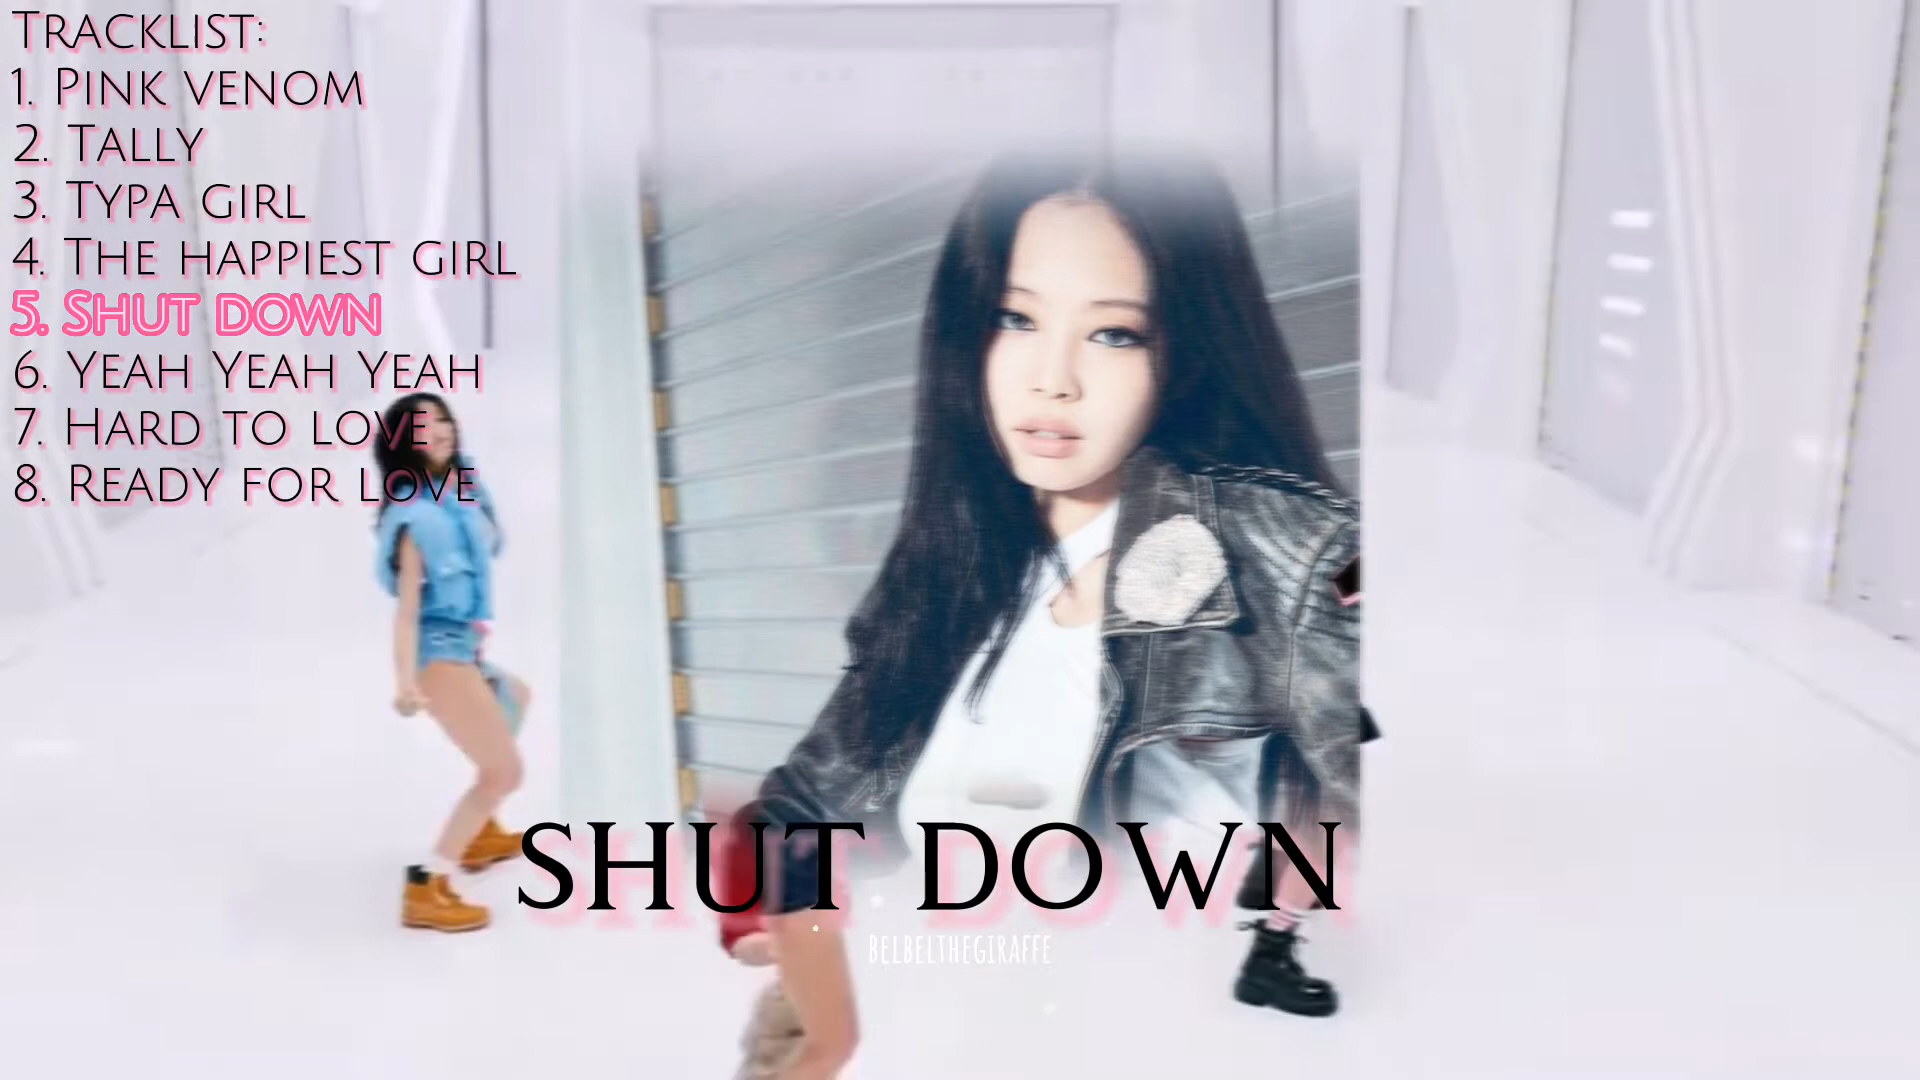 Tracklist:
1. Pink venom
2. Tally
3. Typa girl
4. The happiest girl
5. Shut down
6. Yeah Yeah Yeah
7. Hard to love
8. Ready for love
SHUT DOWN
BELBELTHEGIRAFFE